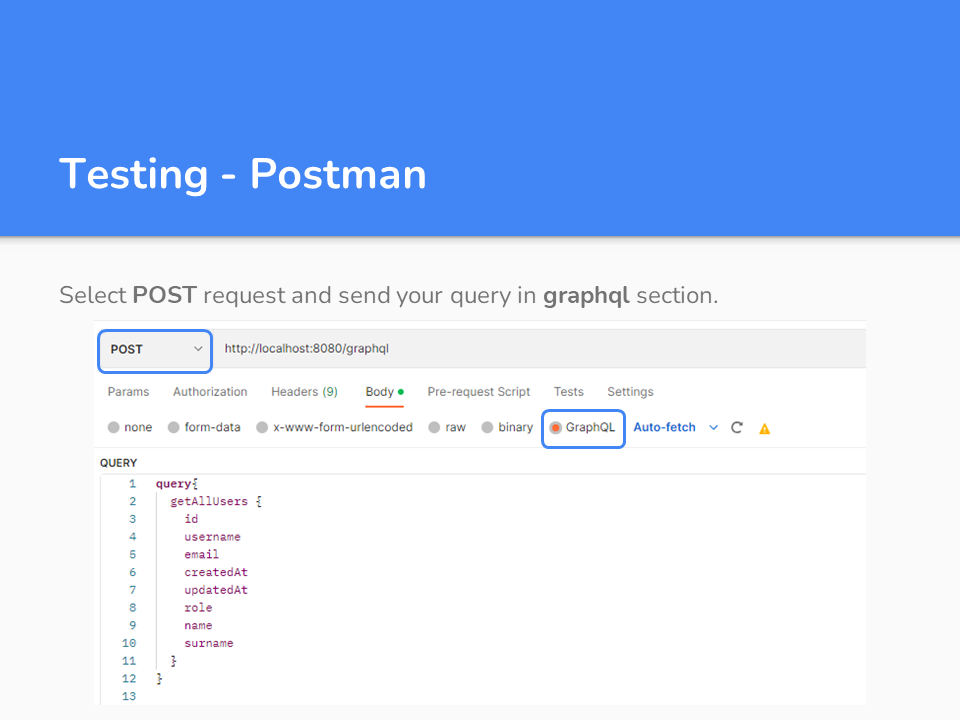 Testing - Postman
Select POST request and send your query in graphql section.
POST http://localhost:8080/graphql
Params Authorization Headers (9) Body Pre-request Script Tests Settings
none form-data x-www-form-urlencoded raw binary GraphQL Auto-fetch
QUERY
1 query{
2 getAllUsers {
3 id
4 username
5 email
6 createdAt
7 updatedAt
8 role
9 name
10 surname
11 }
12 }
13